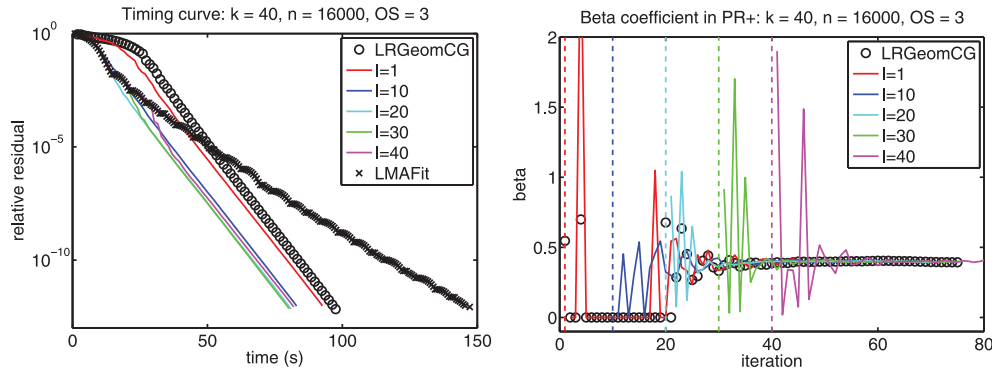 Timing curve: k = 40, n = 16000, OS = 3
relative residual
10^0
10^-5
10^-10
0 50 100 150
time (s)
LRGeomCG
I=1
I=10
I=20
I=30
I=40
LMAFit
Beta coefficient in PR+: k = 40, n = 16000, OS = 3
beta
2
1.5
1
0.5
0
0 20 40 60 80
iteration
LRGeomCG
I=1
I=10
I=20
I=30
I=40